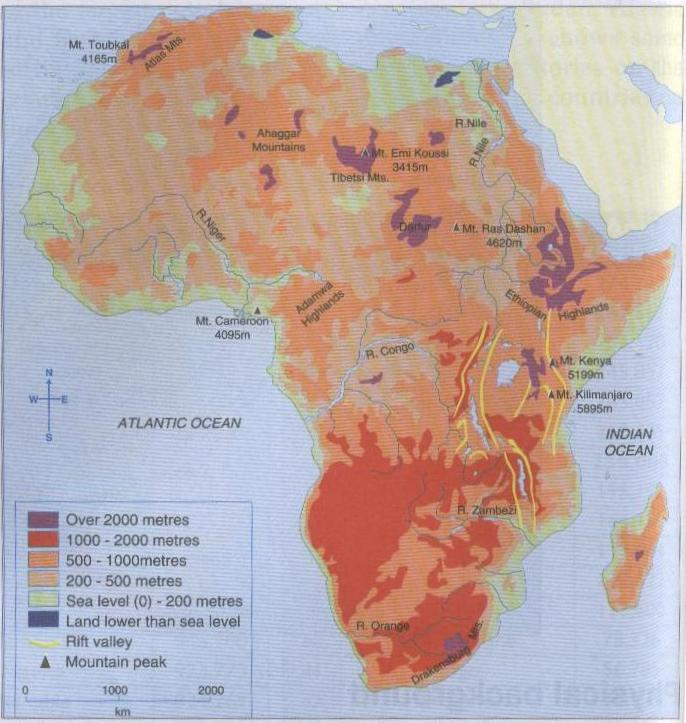 Mt. Toubkal
4165m
Atlas Mts.
R.Nile
R.Nile
Ahaggar
Mountains
Mt. Emi Koussi
3415m
Tibetsi Mts.
R.Niger
Darfur
Mt. Ras Dashan
4620m
Adamwa
Highlands
Ethiopian Highlands
Mt. Cameroon
4095m
R. Congo
Mt. Kenya
5199m
Mt. Kilimanjaro
5895m
N
W E
S
ATLANTIC OCEAN
INDIAN
OCEAN
R. Zambezi
R. Orange
Drakensburg Mts.
Over 2000 metres
1000 - 2000 metres
500 - 1000metres
200 - 500 metres
Sea level (0) - 200 metres
Land lower than sea level
Rift valley
Mountain peak
0 1000 2000
km